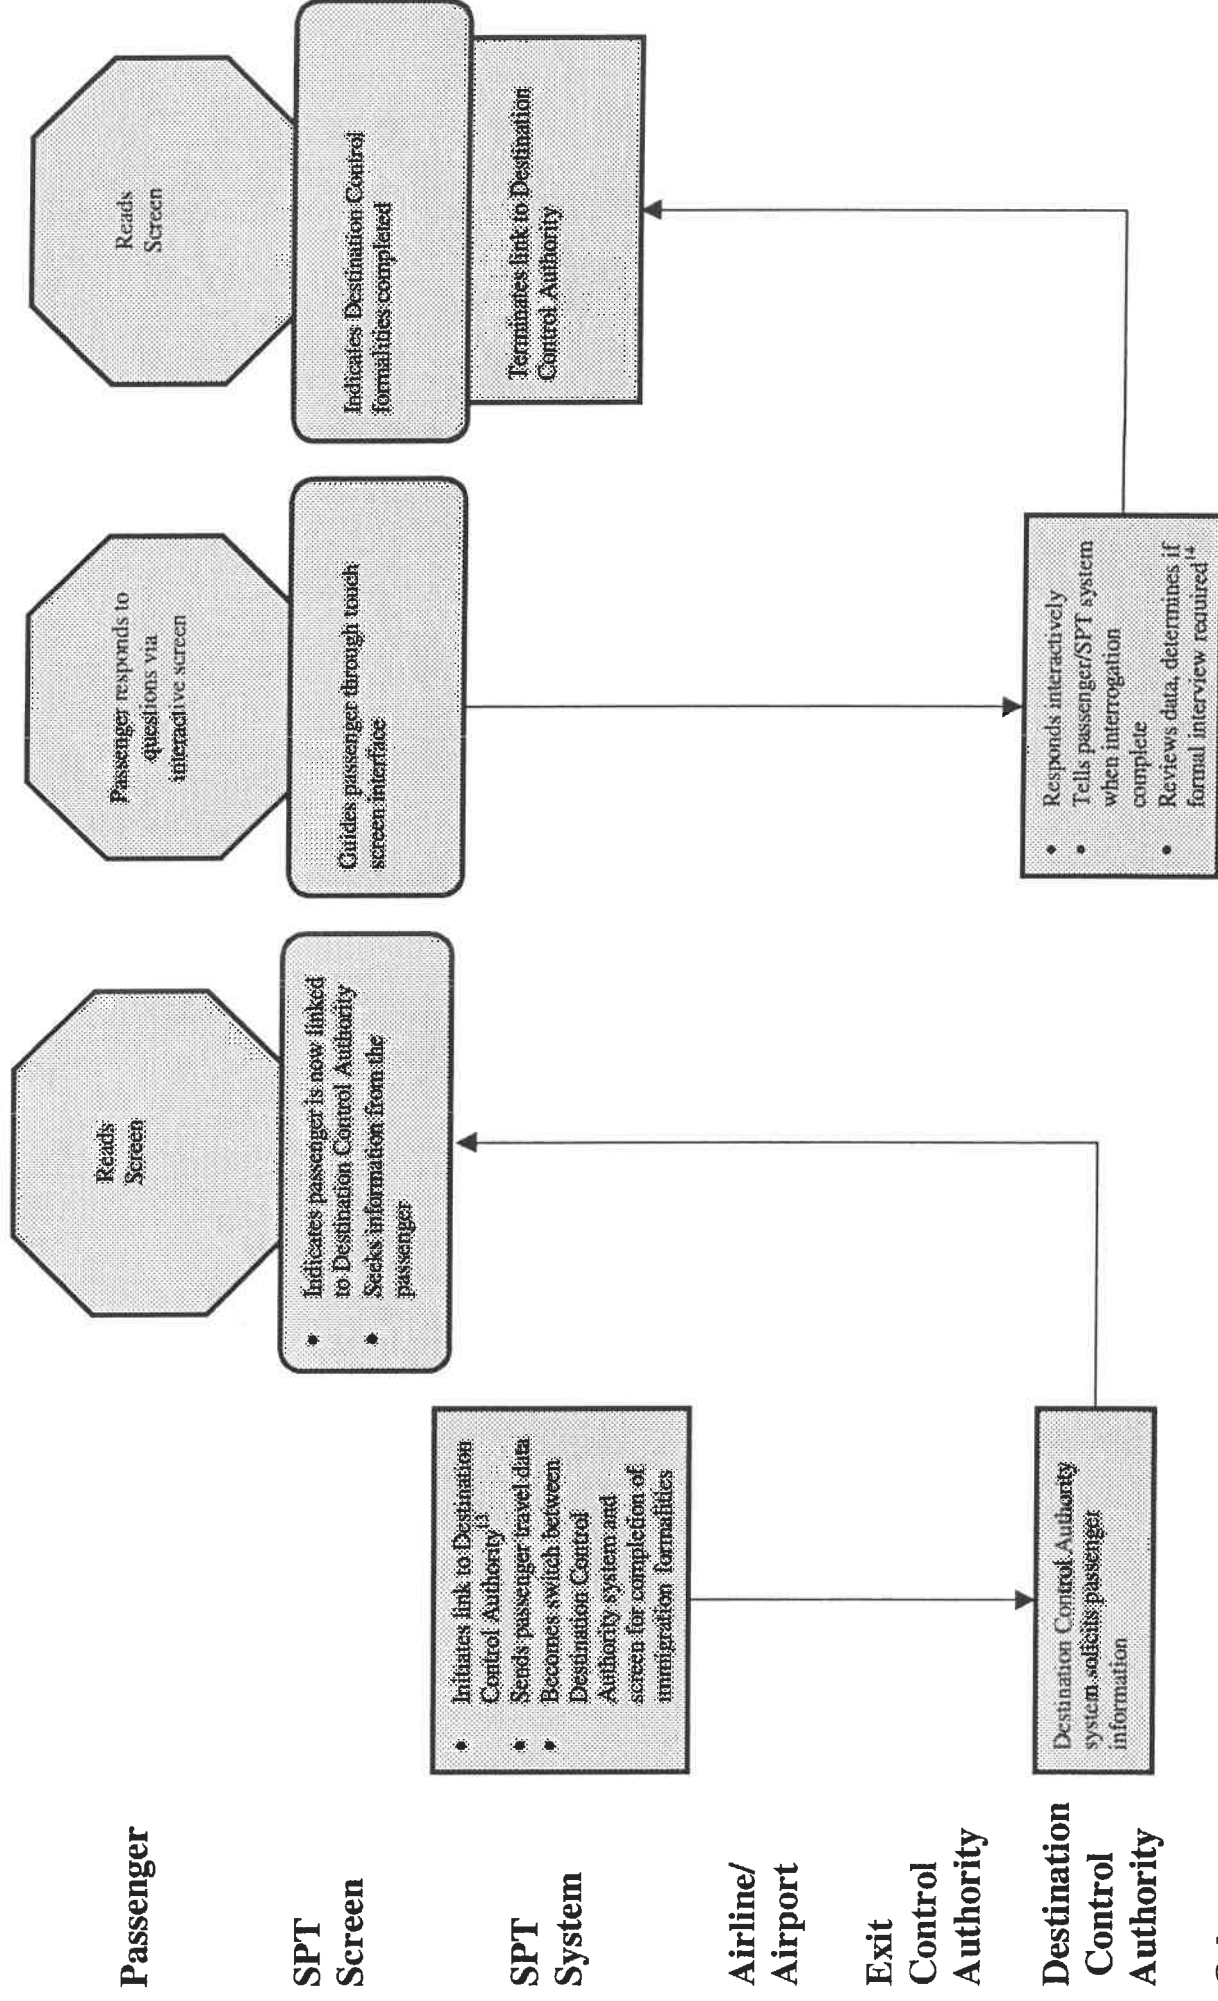 Passenger
Reads
Screen
Passenger responds to
questions via
interactive screen
Reads
Screen
SPT
Screen
• Indicates passenger is now linked
to Destination Control Authority
• Seeks information from the
passenger
Guides passenger through touch
screen interface
Indicates Destination Control
formalities completed
SPT
System
• Initiates link to Destination
Control Authority13
• Sends passenger travel data
• Becomes switch between
Destination Control
Authority system and
screen for completion of
immigration formalities
Terminates link to Destination
Control Authority
Airline/
Airport
Exit
Control
Authority
Destination
Control
Authority
Destination Control Authority
system solicits passenger
information
• Responds interactively
• Tells passenger/SPT system
when interrogation
complete
• Reviews data, determines if
formal interview required14